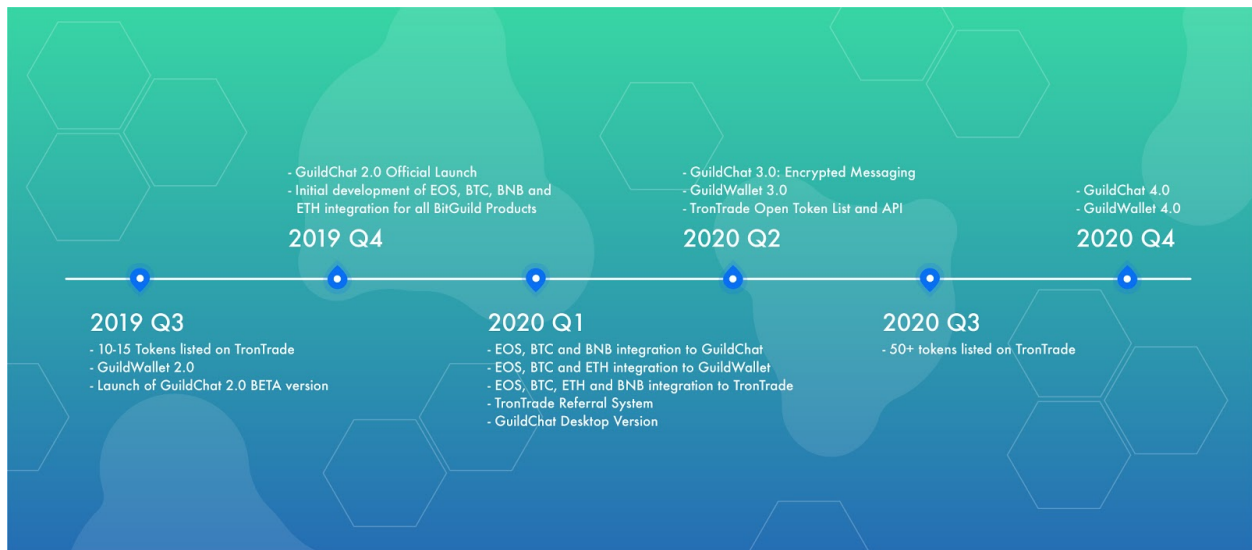 - GuildChat 2.0 Official Launch
- Initial development of EOS, BTC, BNB and
ETH integration for all BitGuild Products
2019 Q4
- GuildChat 3.0: Encrypted Messaging
- GuildWallet 3.0
- TronTrade Open Token List and API
2020 Q2
- GuildChat 4.0
- GuildWallet 4.0
2020 Q4
2019 Q3
- 10-15 Tokens listed on TronTrade
- GuildWallet 2.0
- Launch of GuildChat 2.0 BETA version
2020 Q1
- EOS, BTC and BNB integration to GuildChat
- EOS, BTC and ETH integration to GuildWallet
- EOS, BTC, ETH and BNB integration to TronTrade
- TronTrade Referral System
- GuildChat Desktop Version
2020 Q3
- 50+ tokens listed on TronTrade